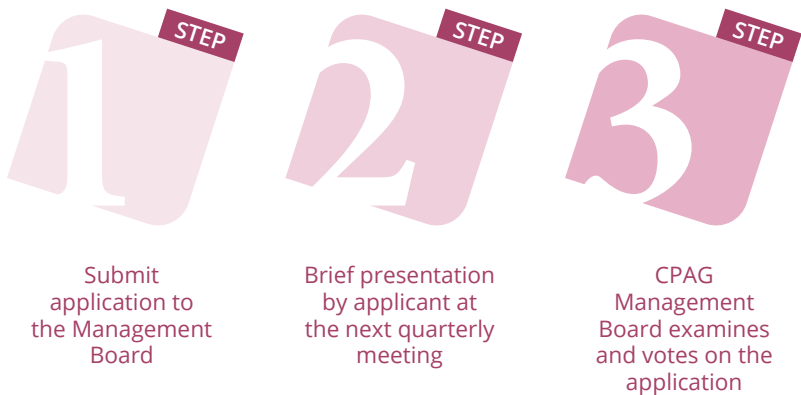 STEP
1
Submit
application to
the Management
Board
STEP
2
Brief presentation
by applicant at
the next quarterly
meeting
STEP
3
CPAG
Management
Board examines
and votes on the
application